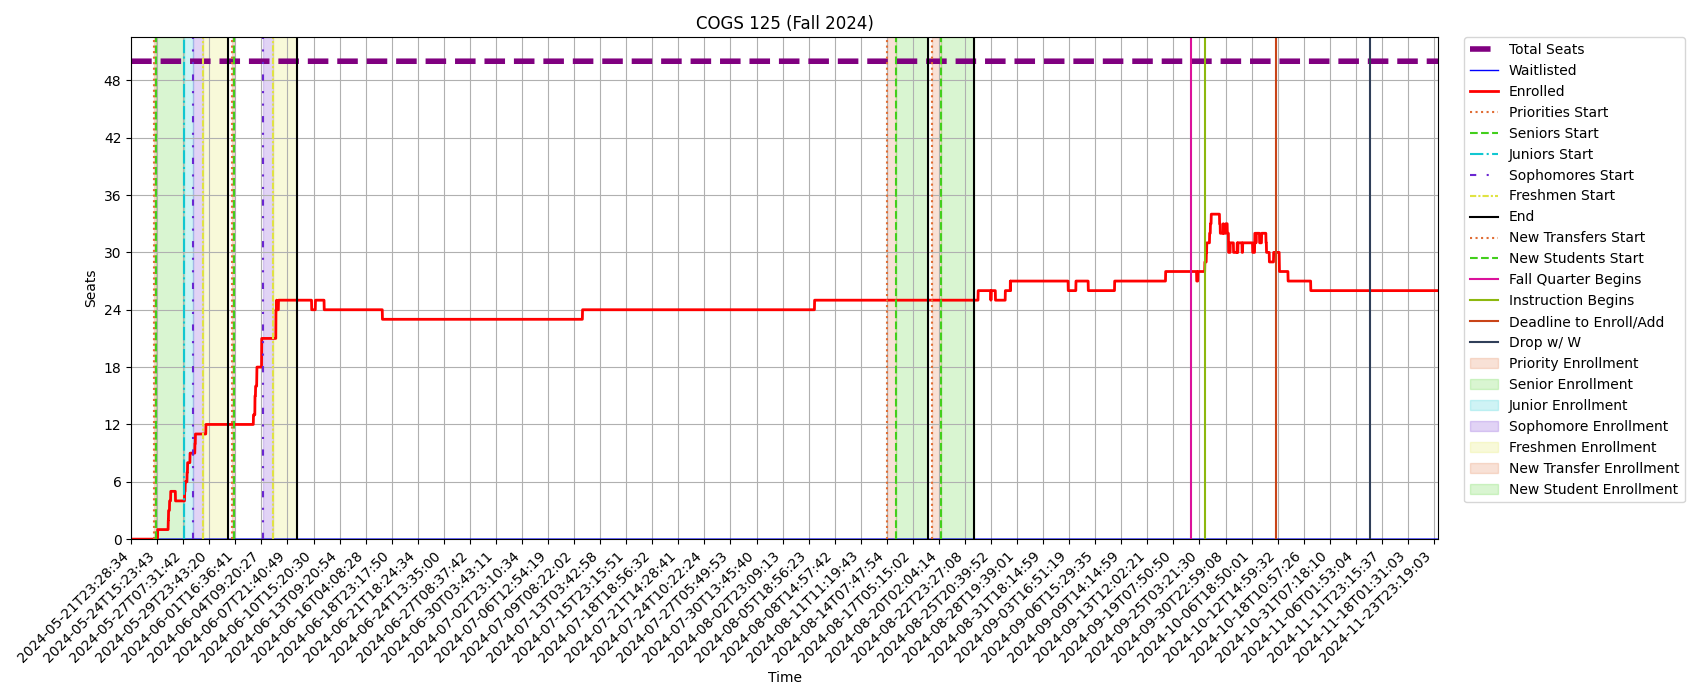 COGS 125 (Fall 2024)
Seats
48
42
36
30
24
18
12
6
0
2024-05-21T23:28:34
2024-05-24T15:23:43
2024-05-27T07:31:42
2024-05-29T23:43:20
2024-06-01T16:36:41
2024-06-04T09:20:27
2024-06-07T21:40:49
2024-06-10T15:20:30
2024-06-13T09:20:54
2024-06-16T04:08:28
2024-06-18T23:17:50
2024-06-21T18:24:34
2024-06-24T13:35:00
2024-06-27T08:37:42
2024-06-30T03:43:11
2024-07-02T23:10:34
2024-07-06T12:54:19
2024-07-09T08:22:02
2024-07-13T03:42:58
2024-07-15T23:15:51
2024-07-18T18:56:32
2024-07-21T14:28:41
2024-07-24T10:22:24
2024-07-27T05:49:53
2024-07-30T13:45:40
2024-08-02T23:09:13
2024-08-05T18:56:23
2024-08-08T14:57:42
2024-08-11T11:19:43
2024-08-14T07:47:54
2024-08-17T05:15:02
2024-08-20T02:04:14
2024-08-22T23:27:08
2024-08-25T20:39:52
2024-08-28T19:39:01
2024-08-31T18:14:59
2024-09-03T16:51:19
2024-09-06T15:29:35
2024-09-09T14:14:59
2024-09-13T12:02:21
2024-09-19T07:50:50
2024-09-25T03:21:30
2024-09-30T22:59:08
2024-10-06T18:50:01
2024-10-12T14:59:32
2024-10-18T10:57:26
2024-10-31T07:18:10
2024-11-06T01:53:04
2024-11-11T23:15:37
2024-11-18T01:31:03
2024-11-23T23:19:03
Time
Total Seats
Waitlisted
Enrolled
Priorities Start
Seniors Start
Juniors Start
Sophomores Start
Freshmen Start
End
New Transfers Start
New Students Start
Fall Quarter Begins
Instruction Begins
Deadline to Enroll/Add
Drop w/ W
Priority Enrollment
Senior Enrollment
Junior Enrollment
Sophomore Enrollment
Freshmen Enrollment
New Transfer Enrollment
New Student Enrollment